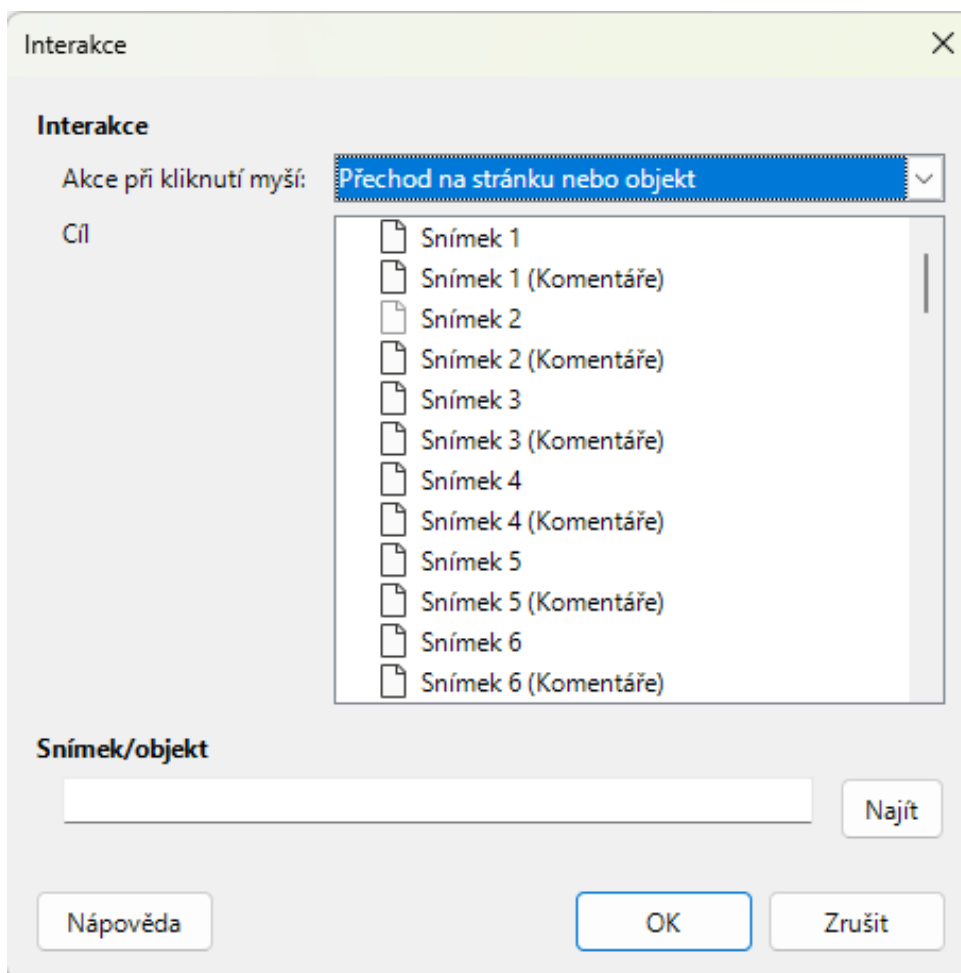 Interakce
Interakce
Akce při kliknutí myší: Přechod na stránku nebo objekt
Cíl
Snímek 1
Snímek 1 (Komentáře)
Snímek 2
Snímek 2 (Komentáře)
Snímek 3
Snímek 3 (Komentáře)
Snímek 4
Snímek 4 (Komentáře)
Snímek 5
Snímek 5 (Komentáře)
Snímek 6
Snímek 6 (Komentáře)
Snímek/objekt
Najít
Nápověda OK Zrušit